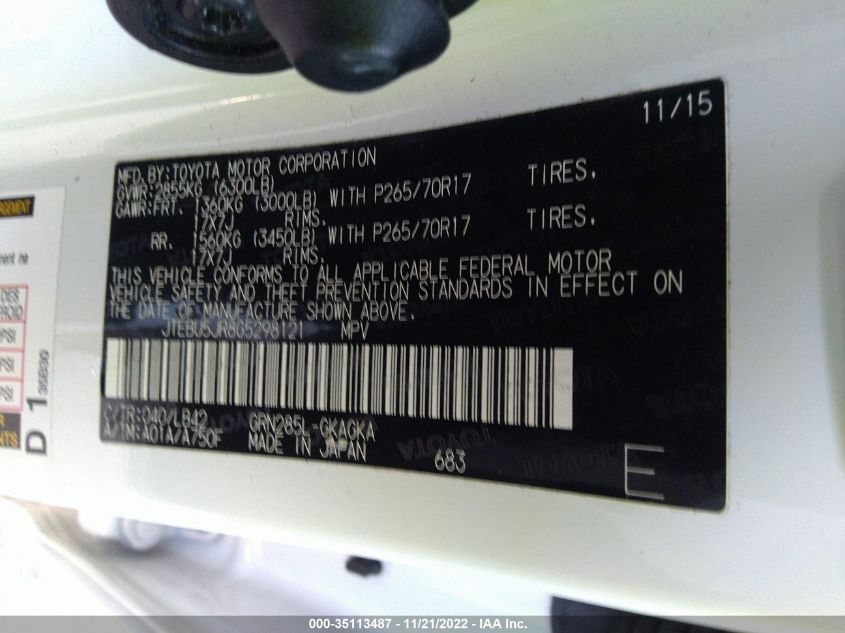 11/15
MFD.BY:TOYOTA MOTOR CORPORATION
GVWR:2855KG (6300LB)
GAWR:FRT. 1360KG (3000LB) WITH P265/70R17 TIRES.
17X7J RIMS.
RR. 1560KG (3450LB) WITH P265/70R17 TIRES.
17X7J RIMS.
THIS VEHICLE CONFORMS TO ALL APPLICABLE FEDERAL MOTOR
VEHICLE SAFETY AND THEFT PREVENTION STANDARDS IN EFFECT ON
THE DATE OF MANUFACTURE SHOWN ABOVE.
JTEBU5JR8G5298121 MPV
C/TR:040/LB42 GRN285L-GKAGKA
A/TM:A01A/A750F MADE IN JAPAN 683
E
D 1
000-35113487 - 11/21/2022 - IAA Inc.